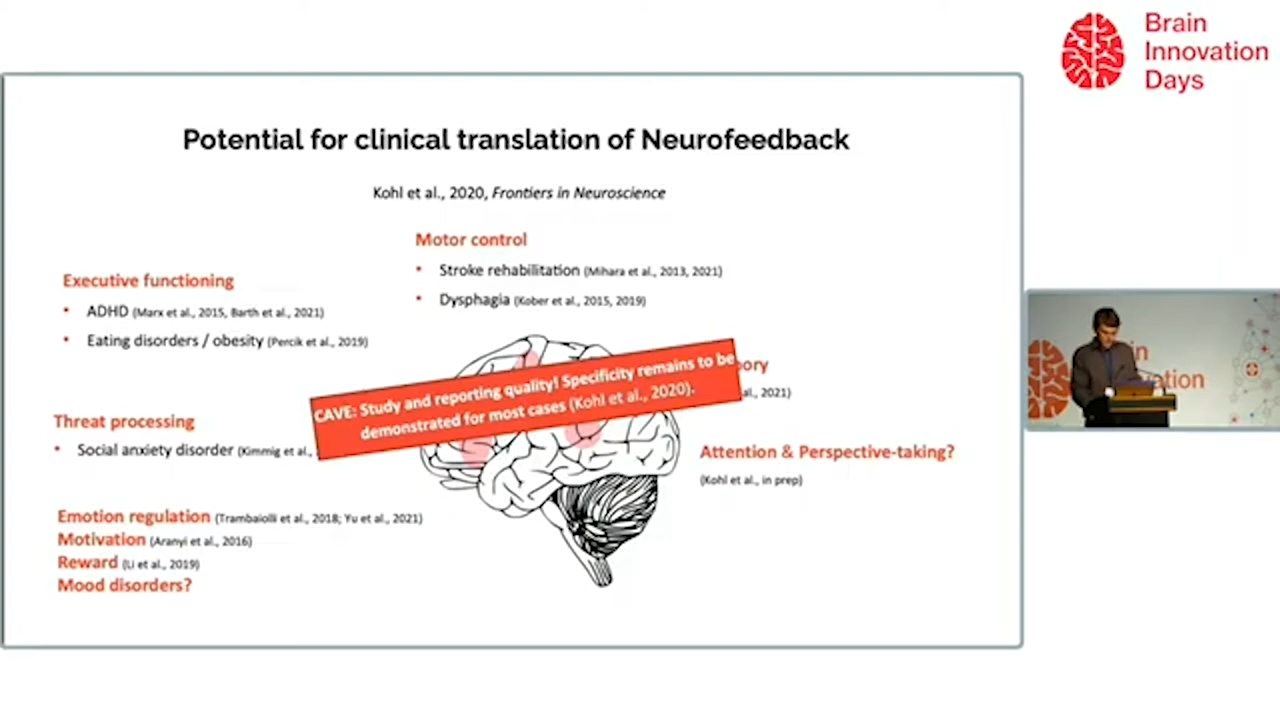 Brain
Innovation
Days
Potential for clinical translation of Neurofeedback
Kohl et al., 2020, Frontiers in Neuroscience
Motor control
• Stroke rehabilitation (Mihara et al., 2013, 2021)
• Dysphagia (Kober et al., 2015, 2019)
Executive functioning
• ADHD (Marx et al., 2015, Barth et al., 2021)
• Eating disorders / obesity (Percik et al., 2019)
CAVE: Study and reporting quality! Specificity remains to be
demonstrated for most cases (Kohl et al., 2020).
ory
al., 2021)
Threat processing
• Social anxiety disorder (Kimmig et al.,
Attention & Perspective-taking?
(Kohl et al., in prep)
Emotion regulation (Trambaiolli et al., 2018; Yu et al., 2021)
Motivation (Aranyi et al., 2016)
Reward (Li et al., 2019)
Mood disorders?
in
vation